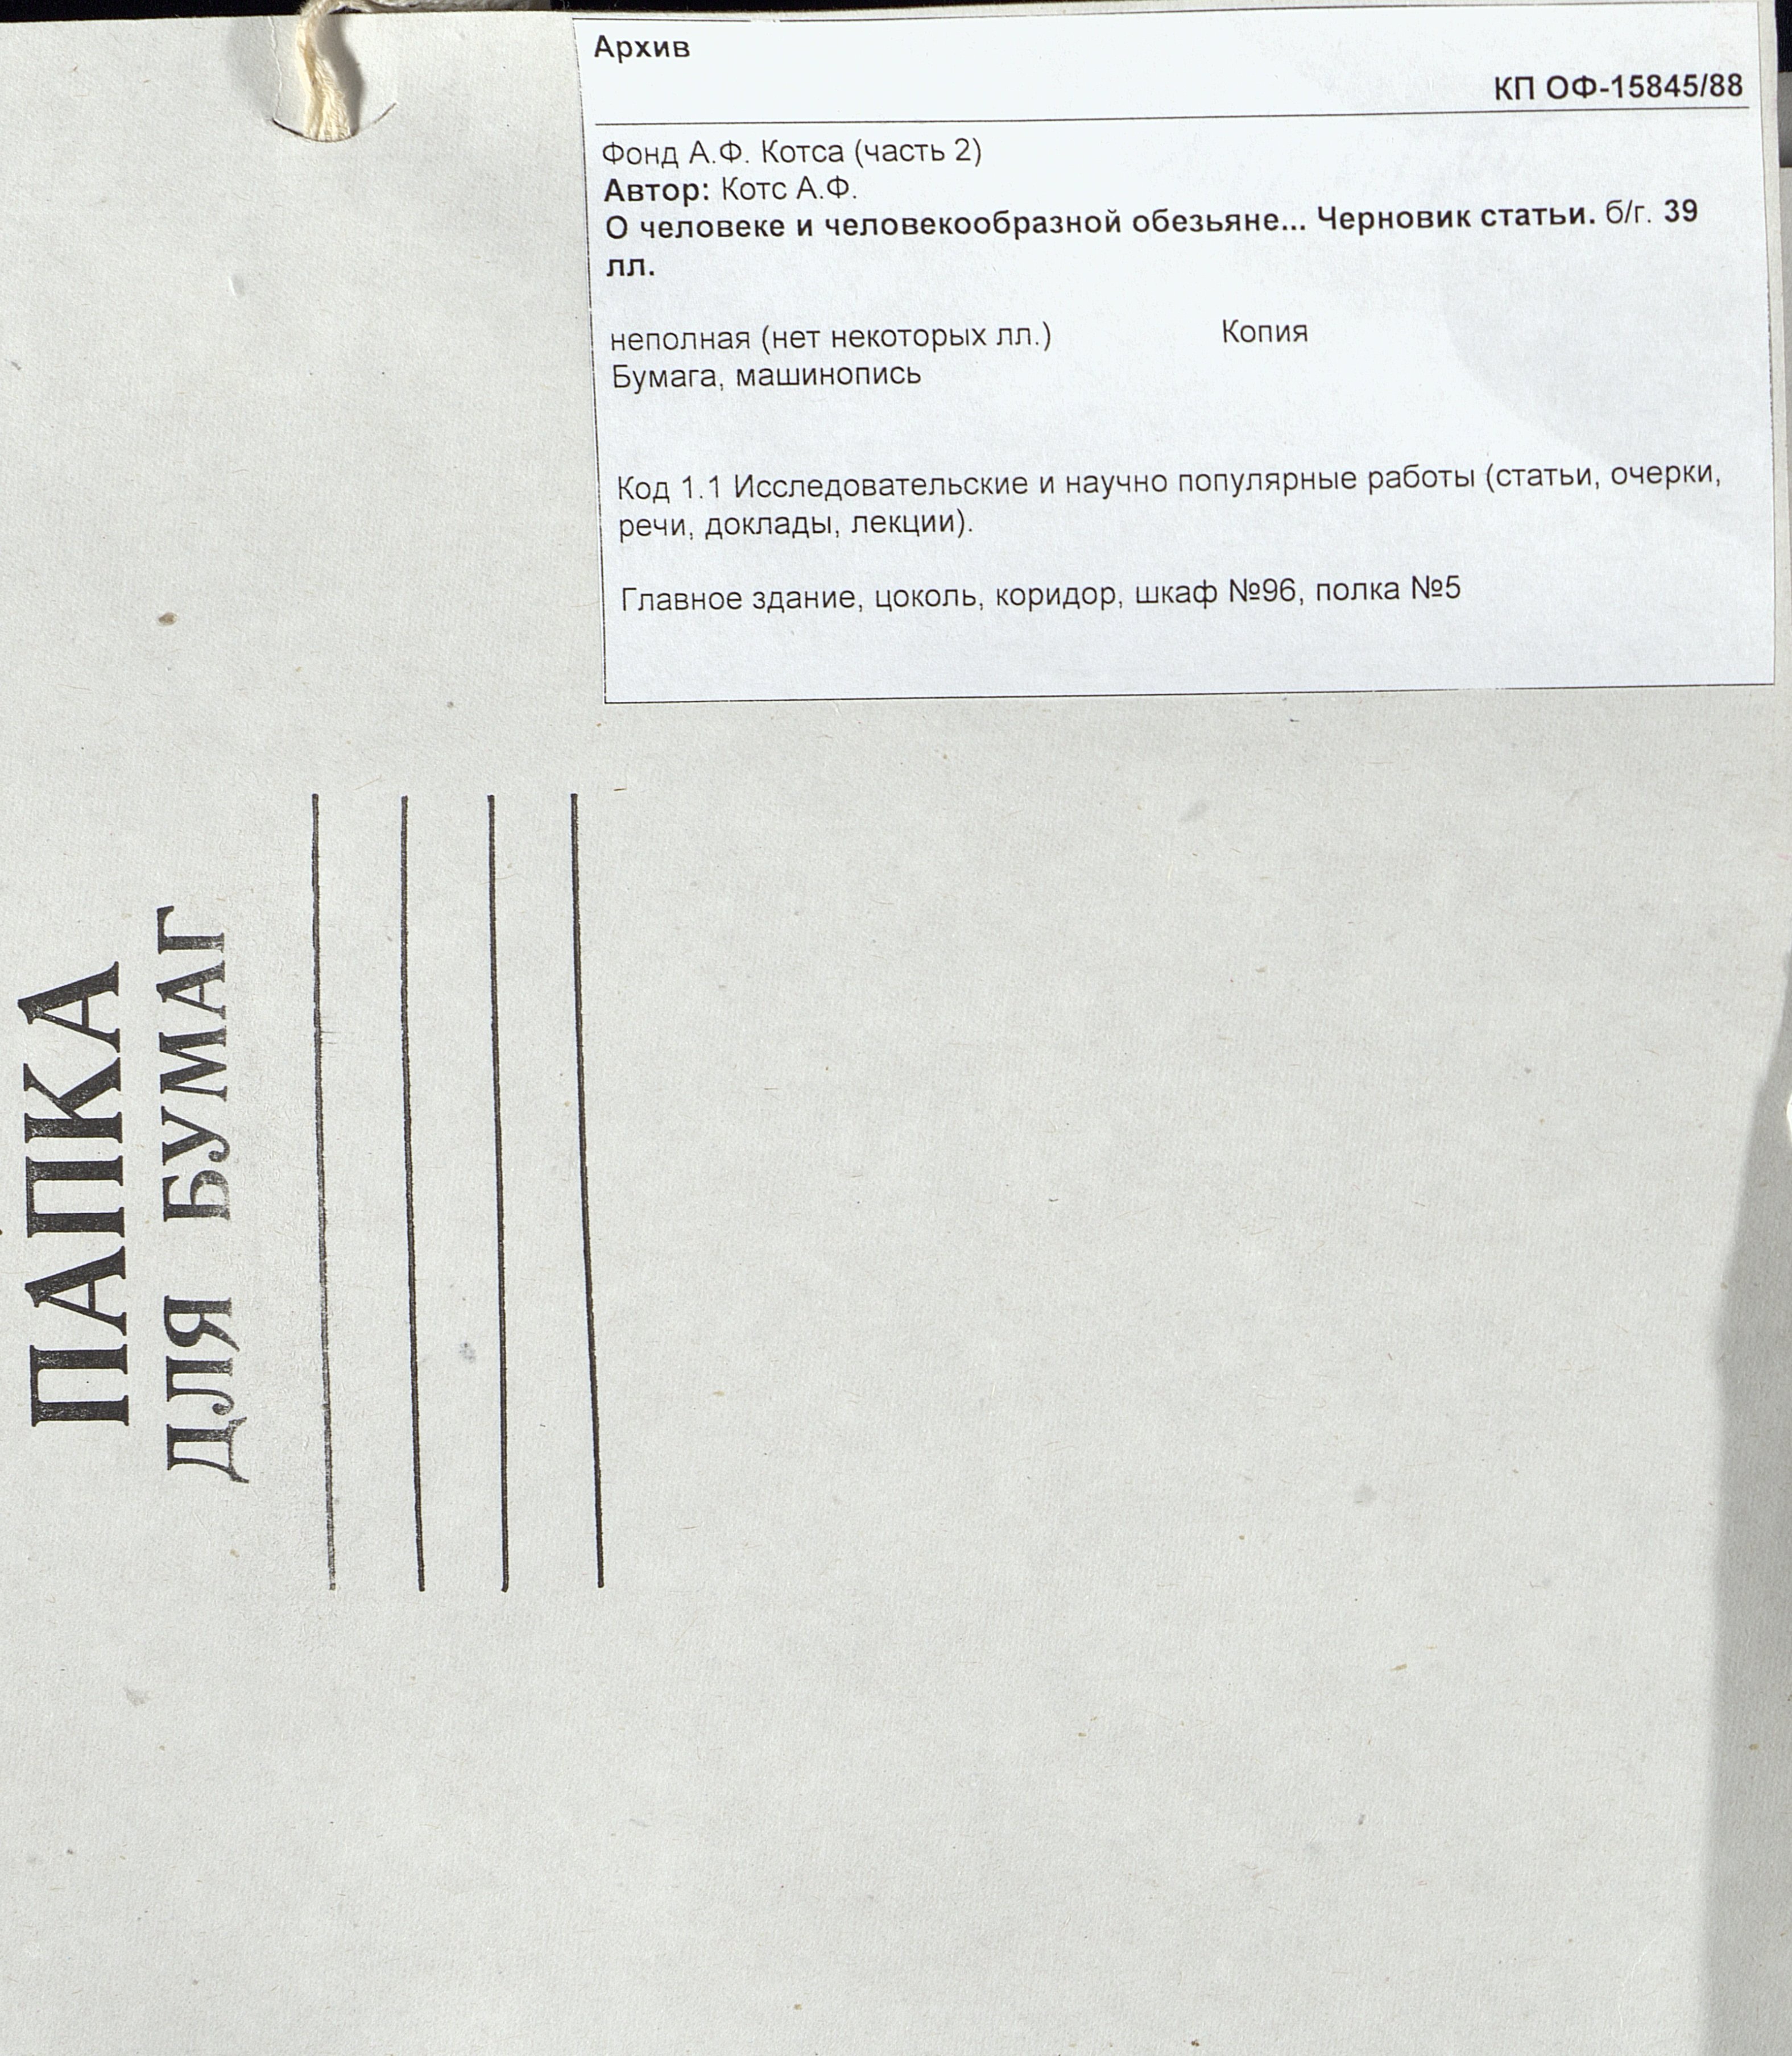 Архив
КП ОФ-15845/88
Фонд А.Ф. Котса (часть 2)
Автор: Котс А.Ф.
О человеке и человекообразной обезьяне... Черновик статьи. б/г. 39
лл.
неполная (нет некоторых лл.) Копия
Бумага, машинопись
Код 1.1 Исследовательские и научно популярные работы (статьи, очерки,
речи, доклады, лекции).
Главное здание, цоколь, коридор, шкаф №96, полка №5
ПАПКА
ДЛЯ БУМАГ